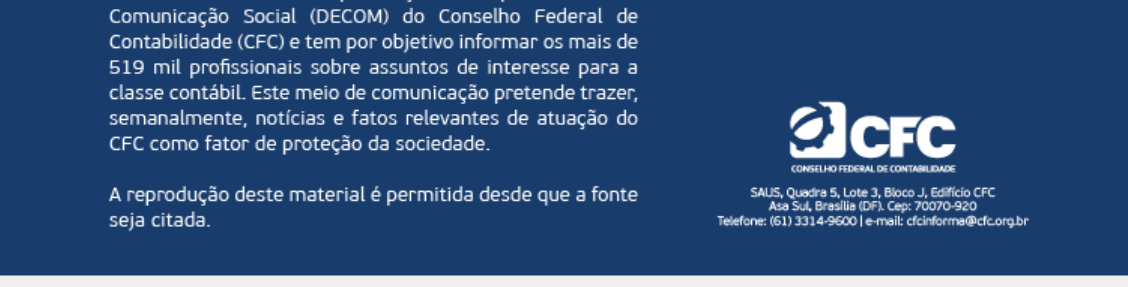 Comunicação Social (DECOM) do Conselho Federal de
Contabilidade (CFC) e tem por objetivo informar os mais de
519 mil profissionais sobre assuntos de interesse para a
classe contábil. Este meio de comunicação pretende trazer,
semanalmente, notícias e fatos relevantes de atuação do
CFC como fator de proteção da sociedade.
A reprodução deste material é permitida desde que a fonte
seja citada.
CFC
CONSELHO FEDERAL DE CONTABILIDADE
SAUS, Quadra 5, Lote 3, Bloco J, Edifício CFC
Asa Sul, Brasília (DF). Cep: 70070-920
Telefone: (61) 3314-9600 | e-mail: cfcinforma@cfc.org.br